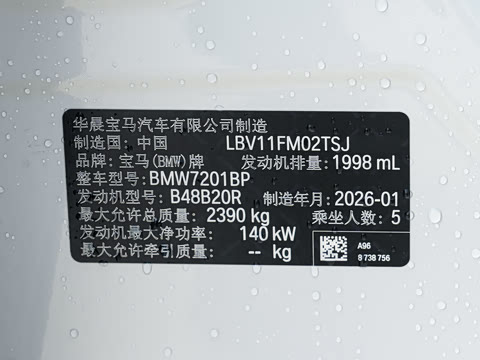 华晨宝马汽车有限公司制造
制造国: 中国 LBV11FM02TSJ
品牌: 宝马(BMW)牌 发动机排量: 1998 mL
整车型号: BMW7201BP
发动机型号: B48B20R 制造年月: 2026-01
最大允许总质量: 2390 kg 乘坐人数: 5
发动机最大净功率: 140 kW
最大允许牵引质量: -- kg
A96
8 738 756